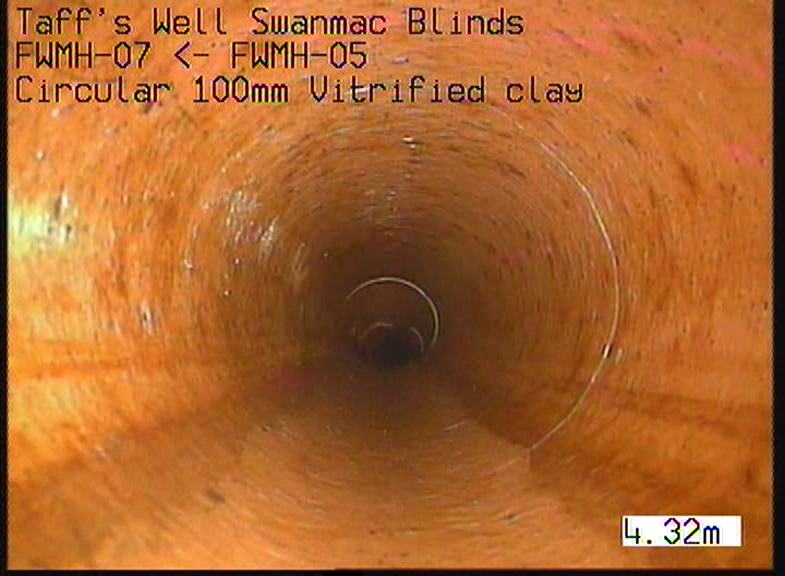 Taff's Well Swanmac Blinds
FWMH-07 <- FWMH-05
Circular 100mm Vitrified clay
4.32m